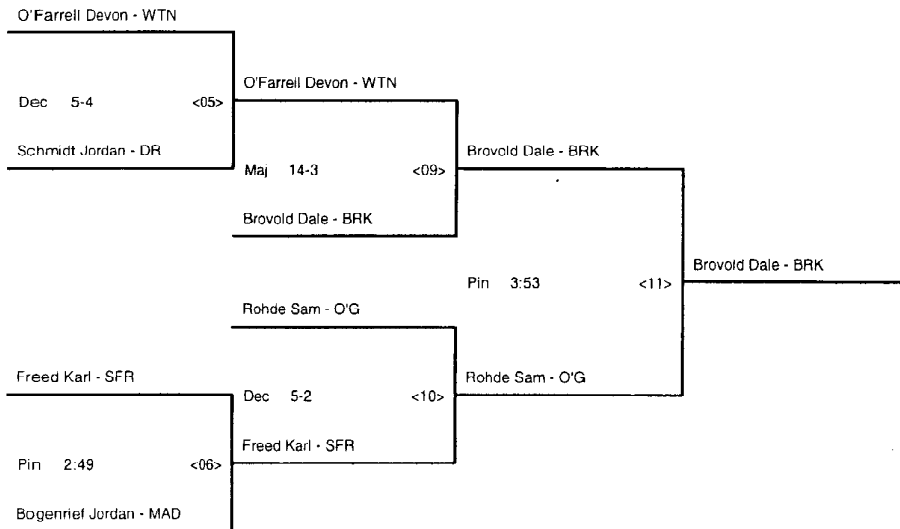 O'Farrell Devon - WTN
Dec 5-4 <05>
Schmidt Jordan - DR
O'Farrell Devon - WTN
Maj 14-3 <09>
Brovold Dale - BRK
Brovold Dale - BRK
Pin 3:53 <11>
Brovold Dale - BRK
Rohde Sam - O'G
Dec 5-2 <10>
Rohde Sam - O'G
Freed Karl - SFR
Freed Karl - SFR
Pin 2:49 <06>
Bogenrief Jordan - MAD